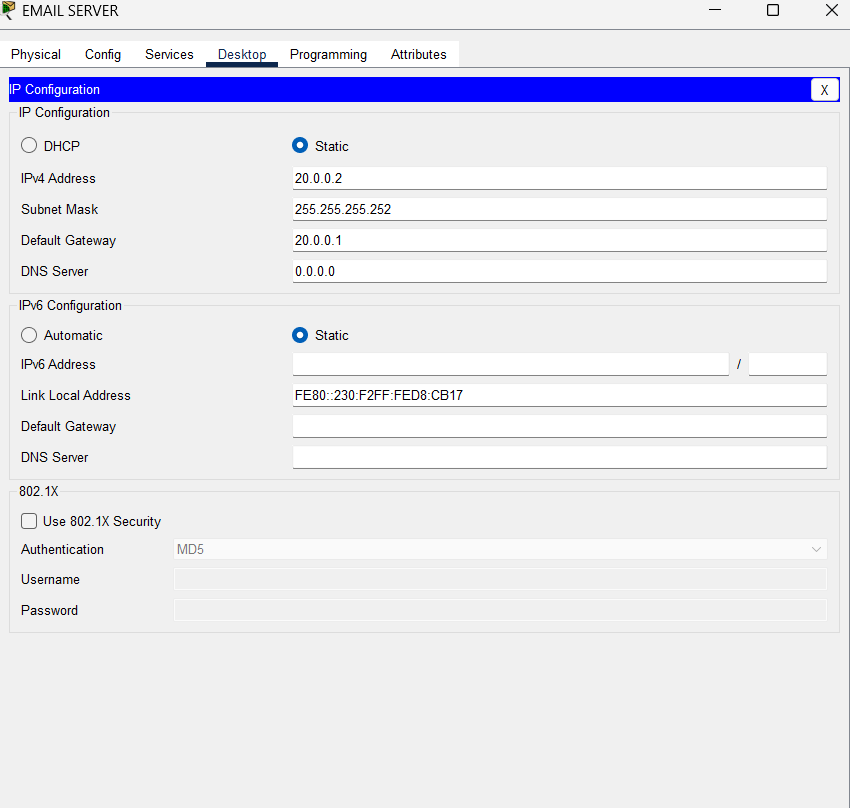 EMAIL SERVER
Physical Config Services Desktop Programming Attributes
IP Configuration X
IP Configuration
DHCP Static
IPv4 Address 20.0.0.2
Subnet Mask 255.255.255.252
Default Gateway 20.0.0.1
DNS Server 0.0.0.0
IPv6 Configuration
Automatic Static
IPv6 Address /
Link Local Address FE80::230:F2FF:FED8:CB17
Default Gateway
DNS Server
802.1X
Use 802.1X Security
Authentication MD5
Username
Password